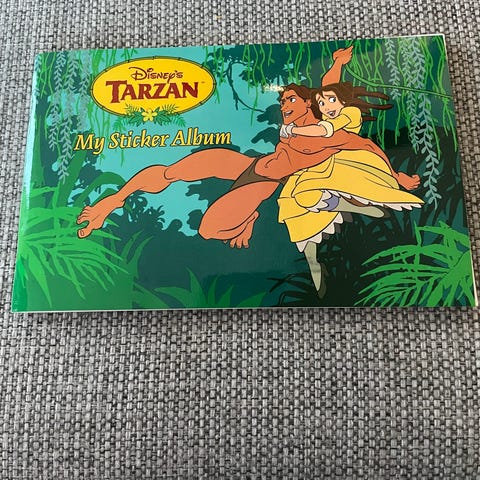 Disney's
TARZAN
My Sticker Album